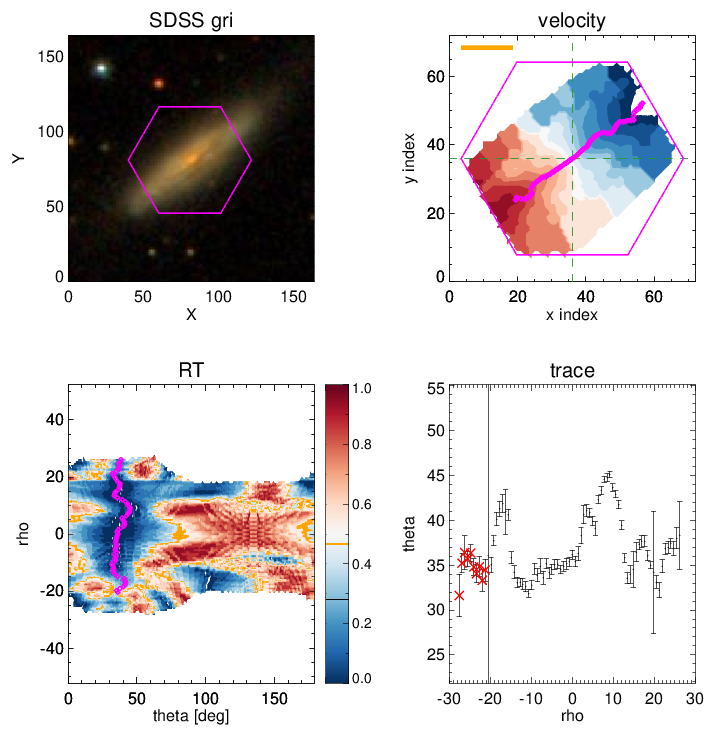 SDSS gri
velocity
150
100
50
0
Y
0 50 100 150
X
60
40
20
0
y index
0 20 40 60
x index
RT
trace
40
20
0
-20
-40
rho
0 50 100 150
theta [deg]
1.0
0.8
0.6
0.4
0.2
0.0
55
50
45
40
35
30
25
theta
-30 -20 -10 0 10 20 30
rho